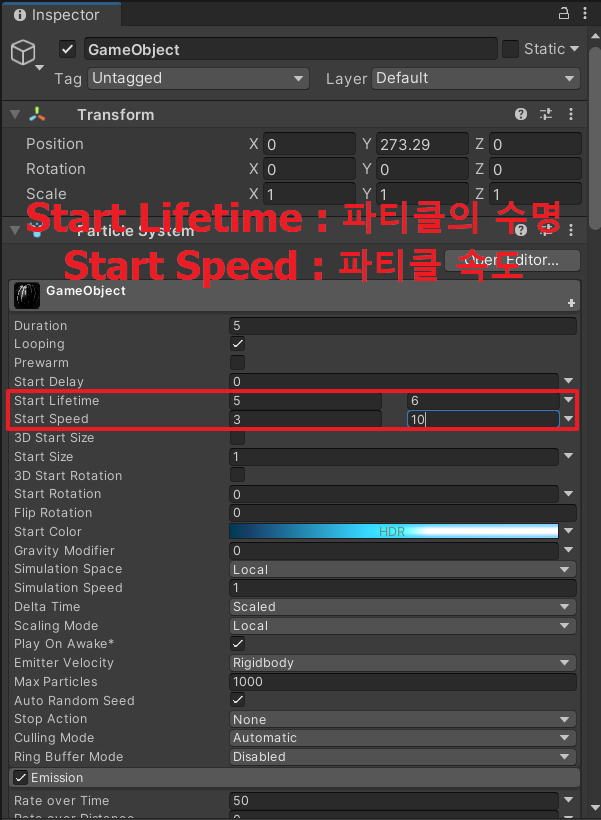 Inspector
GameObject Static
Tag Untagged Layer Default
Transform
Position X 0 Y 273.29 Z 0
Rotation X 0 Y 0 Z 0
Scale X 1 Y 1 Z 1
Start Lifetime : 파티클의 수명
Particle System
Start Speed : 파티클 속도
Open Editor...
GameObject
Duration 5
Looping
Prewarm
Start Delay 0
Start Lifetime 5 6
Start Speed 3 10
3D Start Size
Start Size 1
3D Start Rotation
Start Rotation 0
Flip Rotation 0
Start Color HDR
Gravity Modifier 0
Simulation Space Local
Simulation Speed 1
Delta Time Scaled
Scaling Mode Local
Play On Awake*
Emitter Velocity Rigidbody
Max Particles 1000
Auto Random Seed
Stop Action None
Culling Mode Automatic
Ring Buffer Mode Disabled
Emission
Rate over Time 50
Rate over Distance 0